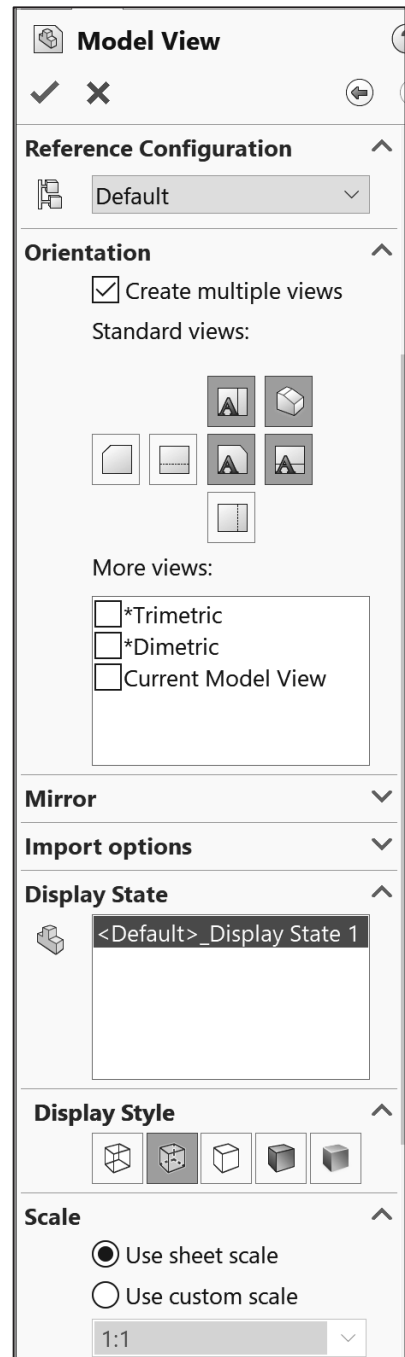 Model View
Reference Configuration
Default
Orientation
Create multiple views
Standard views:
A
A A
More views:
*Trimetric
*Dimetric
Current Model View
Mirror
Import options
Display State
<Default>_Display State 1
Display Style
Scale
Use sheet scale
Use custom scale
1:1